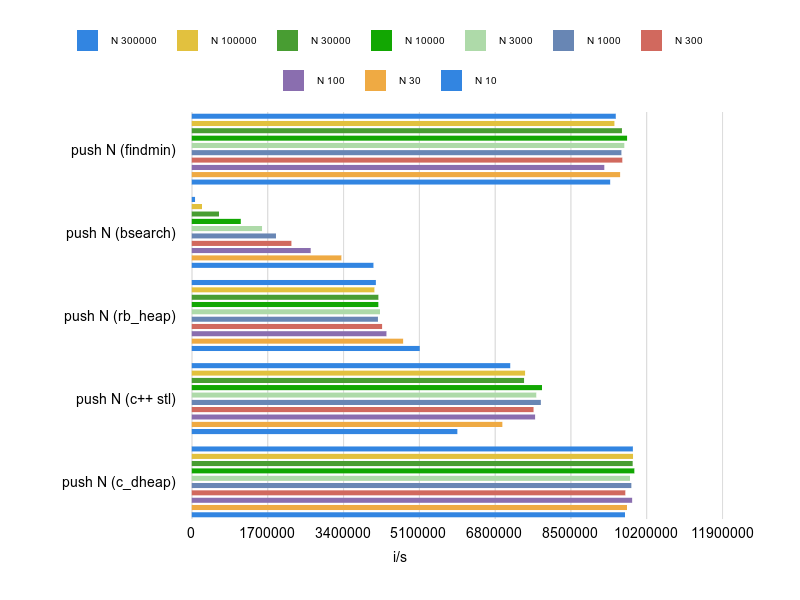 N 300000 N 100000 N 30000 N 10000 N 3000 N 1000 N 300
N 100 N 30 N 10
push N (findmin)
push N (bsearch)
push N (rb_heap)
push N (c++ stl)
push N (c_dheap)
0 1700000 3400000 5100000 6800000 8500000 10200000 11900000
i/s